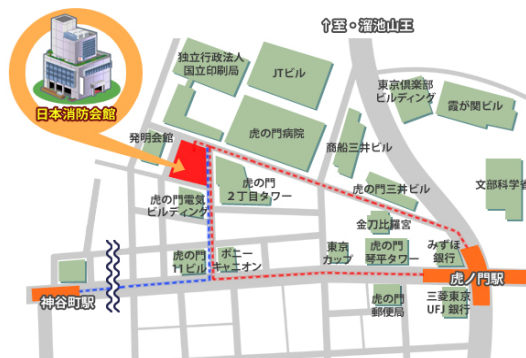 ↑至・溜池山王
独立行政法人
国立印刷局
JTビル
東京倶楽部
ビルディング
霞が関ビル
日本消防会館
発明会館
虎の門病院
商船三井ビル
文部科学省
虎の門電気
ビルディング
虎の門
2丁目タワー
虎の門三井ビル
金刀比羅宮
虎の門
11ビル
ポニー
キャニオン
東京
カップ
虎の門
琴平タワー
みずほ
銀行
虎ノ門駅
神谷町駅
虎の門
郵便局
三菱東京
UFJ 銀行